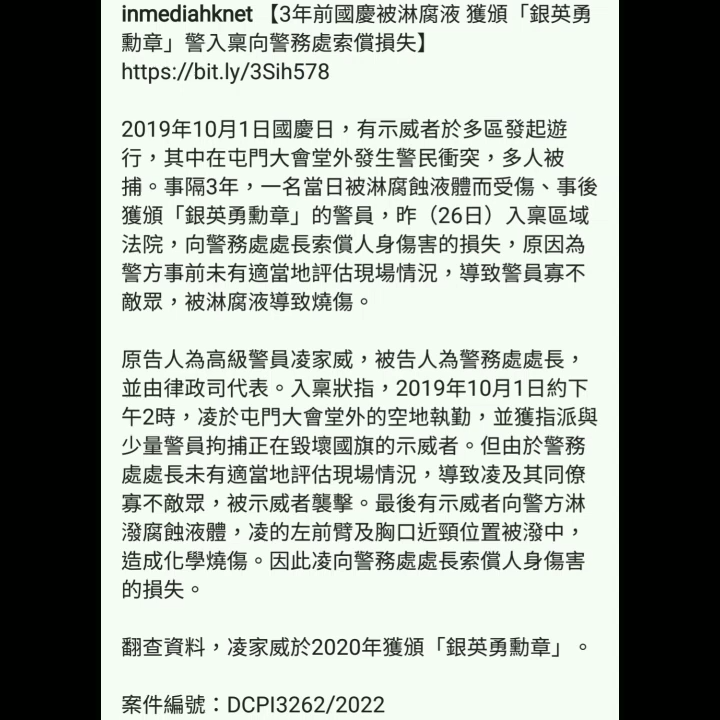 inmediahknet 【3年前國慶被淋腐液 獲頒「銀英勇
勳章」警入稟向警務處索償損失】
https://bit.ly/3Sih578
2019年10月1日國慶日，有示威者於多區發起遊
行，其中在屯門大會堂外發生警民衝突，多人被
捕。事隔3年，一名當日被淋腐蝕液體而受傷、事後
獲頒「銀英勇勳章」的警員，昨（26日）入稟區域
法院，向警務處處長索償人身傷害的損失，原因為
警方事前未有適當地評估現場情況，導致警員寡不
敵眾，被淋腐液導致燒傷。
原告人為高級警員凌家威，被告人為警務處處長，
並由律政司代表。入稟狀指，2019年10月1日約下
午2時，凌於屯門大會堂外的空地執勤，並獲指派與
少量警員拘捕正在毀壞國旗的示威者。但由於警務
處處長未有適當地評估現場情況，導致凌及其同僚
寡不敵眾，被示威者襲擊。最後有示威者向警方淋
潑腐蝕液體，凌的左前臂及胸口近頸位置被潑中，
造成化學燒傷。因此凌向警務處處長索償人身傷害
的損失。
翻查資料，凌家威於2020年獲頒「銀英勇勳章」。
案件編號：DCPI3262/2022